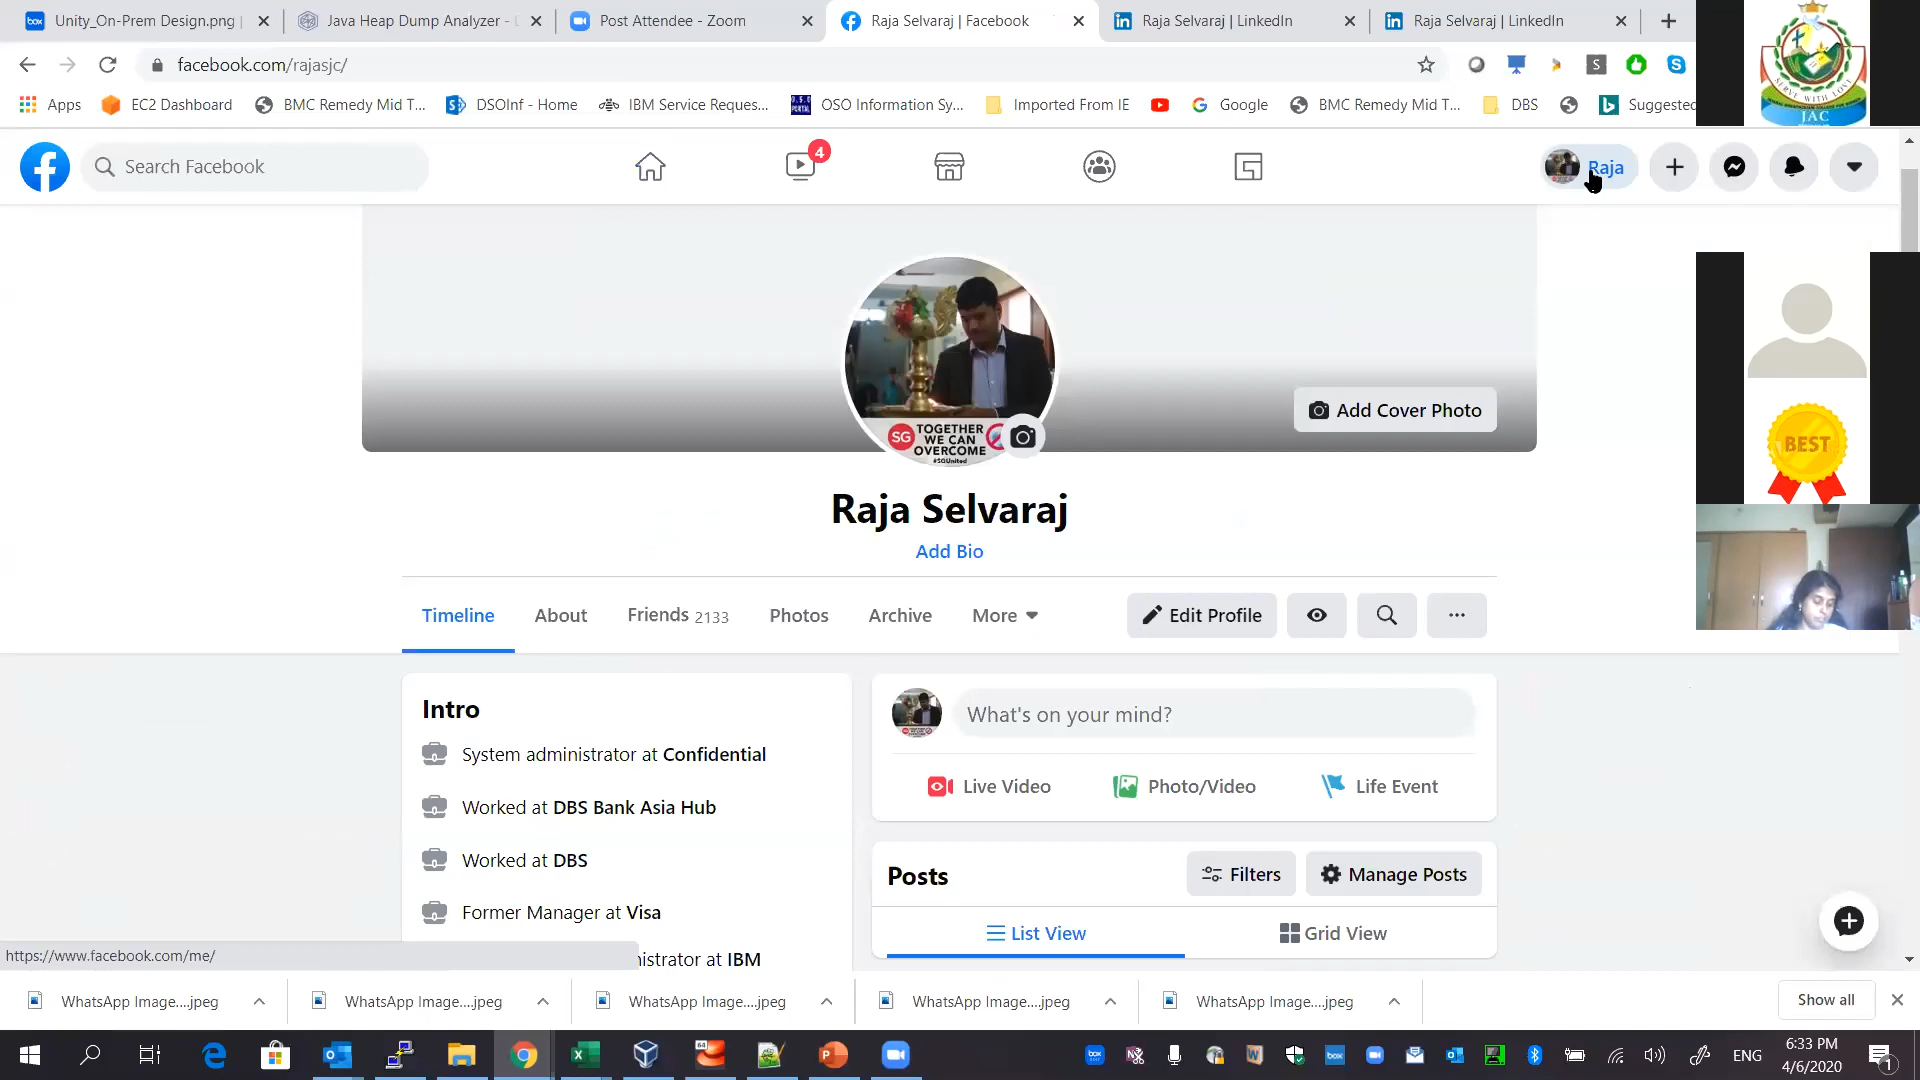 Unity_On-Prem Design.png
Java Heap Dump Analyzer -
Post Attendee - Zoom
Raja Selvaraj | Facebook
Raja Selvaraj | LinkedIn
Raja Selvaraj | LinkedIn
facebook.com/rajasjc/
Apps
EC2 Dashboard
BMC Remedy Mid T...
DSOInf - Home
IBM Service Reques...
OSO Information Sy...
Imported From IE
Google
BMC Remedy Mid T...
DBS
Suggested
SERVE WITH LOVE
JAC
Search Facebook
4
Raja
SG TOGETHER
WE CAN
OVERCOME
#SGUnited
Add Cover Photo
BEST
Raja Selvaraj
Add Bio
Timeline
About
Friends 2133
Photos
Archive
More
Edit Profile
Intro
What's on your mind?
System administrator at Confidential
Live Video
Photo/Video
Life Event
Worked at DBS Bank Asia Hub
Worked at DBS
Posts
Filters
Manage Posts
Former Manager at Visa
List View
Grid View
https://www.facebook.com/me/
istrator at IBM
WhatsApp Image....jpeg
WhatsApp Image....jpeg
WhatsApp Image....jpeg
WhatsApp Image....jpeg
WhatsApp Image....jpeg
Show all
ENG
6:33 PM
4/6/2020
1